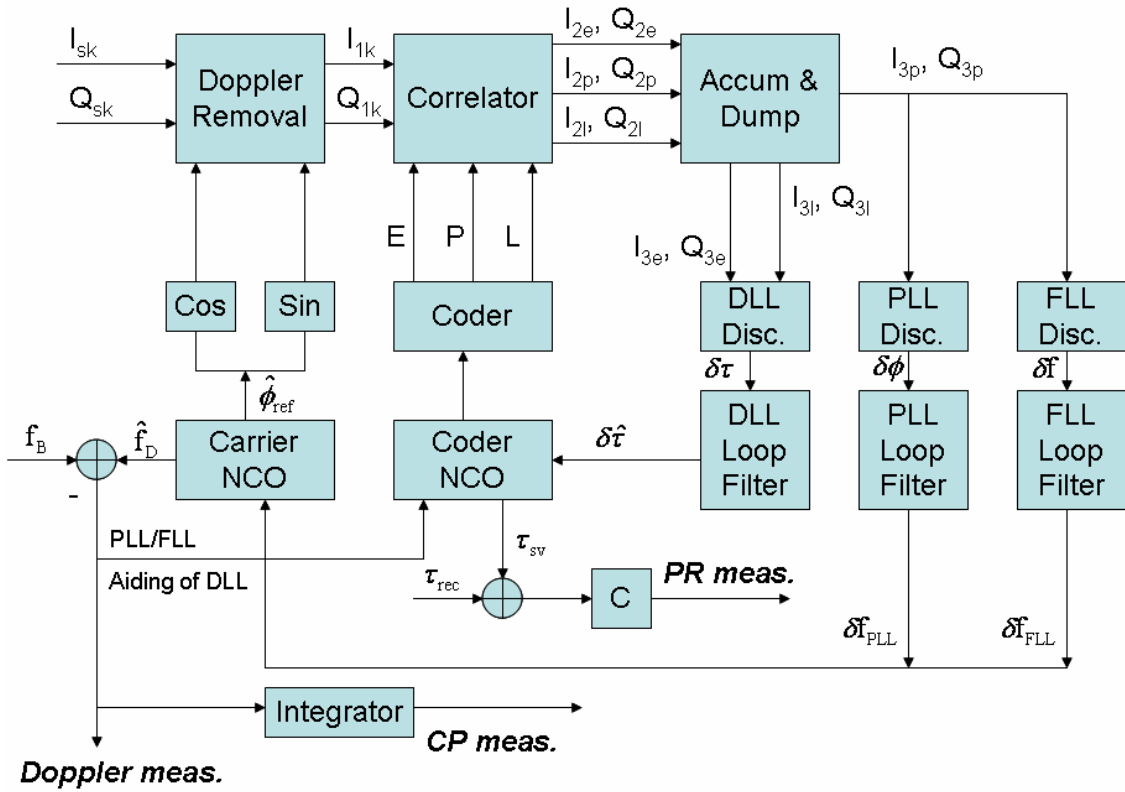 I_sk
Q_sk
Doppler
Removal
I_1k
Q_1k
Correlator
I_2e, Q_2e
I_2p, Q_2p
I_2l, Q_2l
Accum &
Dump
I_3p, Q_3p
I_3l, Q_3l
I_3e, Q_3e
E
P
L
Cos
Sin
Coder
DLL
Disc.
PLL
Disc.
FLL
Disc.
δτ
δϕ
δf
ϕ̂_ref
f_B
f̂_D
-
Carrier
NCO
Coder
NCO
δτ̂
DLL
Loop
Filter
PLL
Loop
Filter
FLL
Loop
Filter
PLL/FLL
Aiding of DLL
τ_sv
τ_rec
C
PR meas.
δf_PLL
δf_FLL
Integrator
CP meas.
Doppler meas.